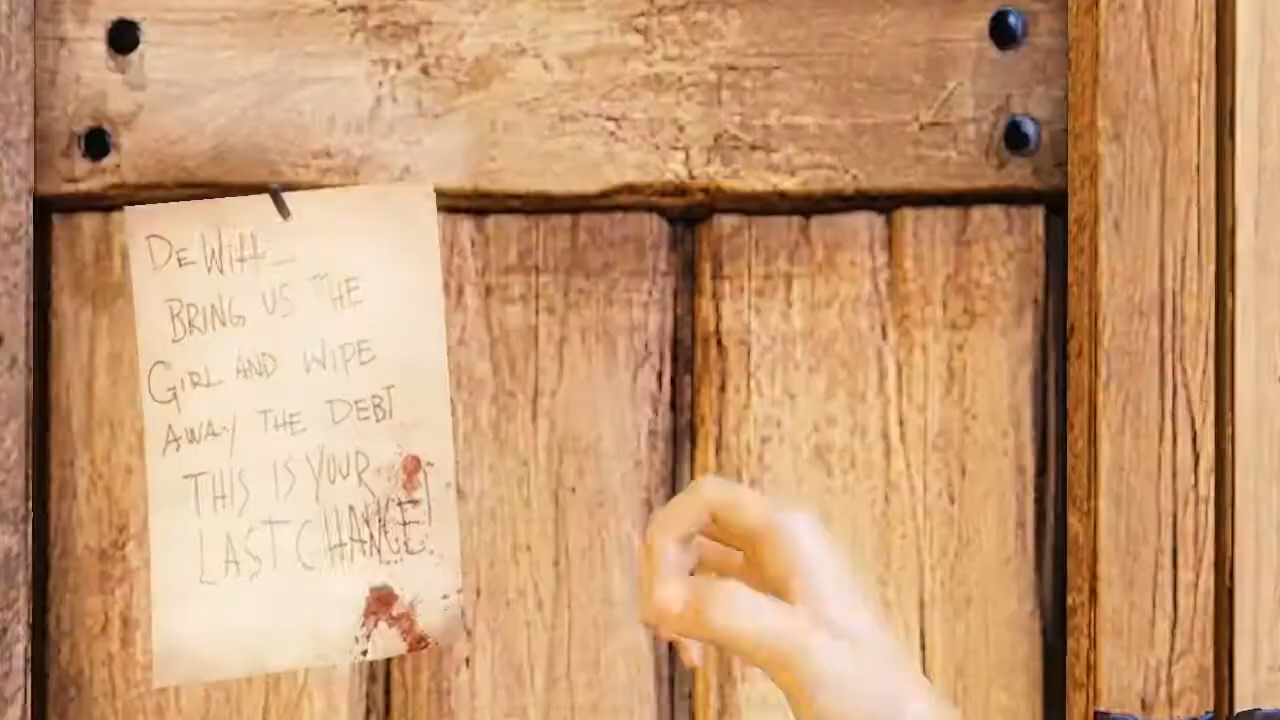 DEWITT–
BRING US THE
GIRL AND WIPE
AWAY THE DEBT
THIS IS YOUR
LAST CHANCE!